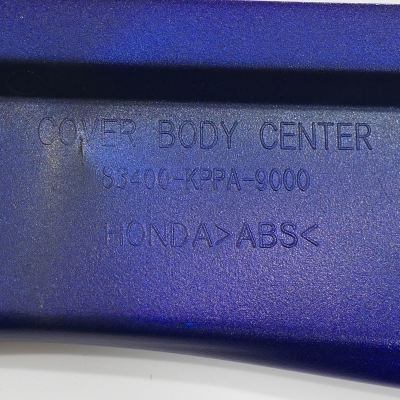 COVER BODY CENTER
83400-KPPA-9000
HONDA>ABS<